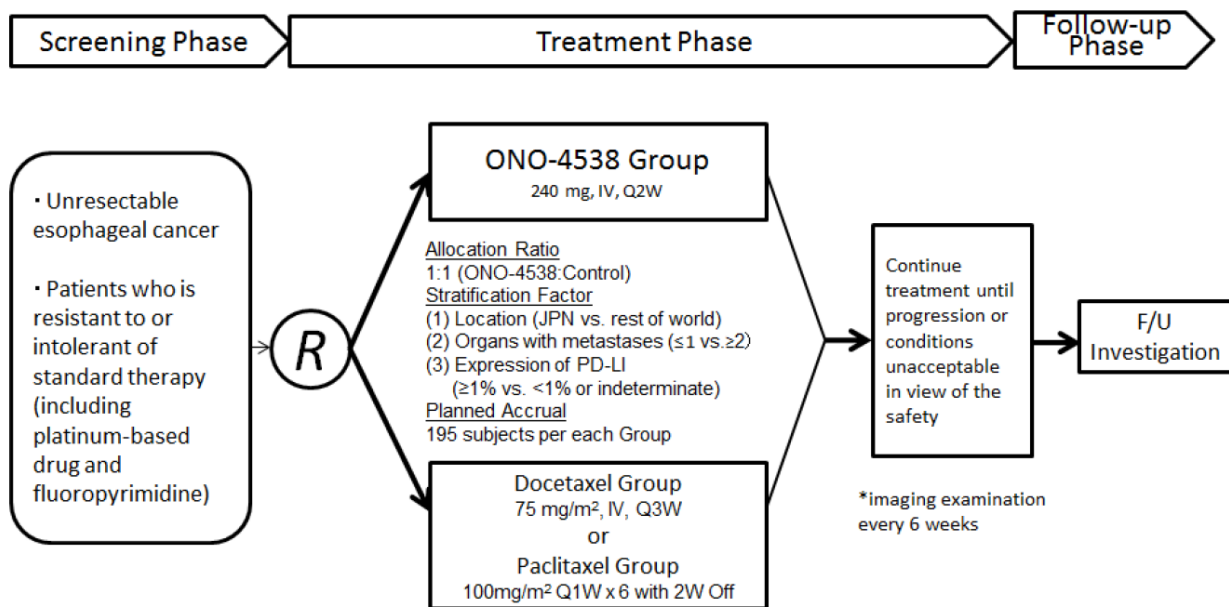 Screening Phase
Treatment Phase
Follow-up
Phase
・Unresectable
esophageal cancer
・Patients who is
resistant to or
intolerant of
standard therapy
(including
platinum-based
drug and
fluoropyrimidine)
R
ONO-4538 Group
240 mg, IV, Q2W
Allocation Ratio
1:1 (ONO-4538:Control)
Stratification Factor
(1) Location (JPN vs. rest of world)
(2) Organs with metastases (≤1 vs.≥2)
(3) Expression of PD-LI
(≥1% vs. <1% or indeterminate)
Planned Accrual
195 subjects per each Group
Docetaxel Group
75 mg/m², IV, Q3W
or
Paclitaxel Group
100mg/m² Q1W x 6 with 2W Off
Continue
treatment until
progression or
conditions
unacceptable
in view of the
safety
*imaging examination
every 6 weeks
F/U
Investigation